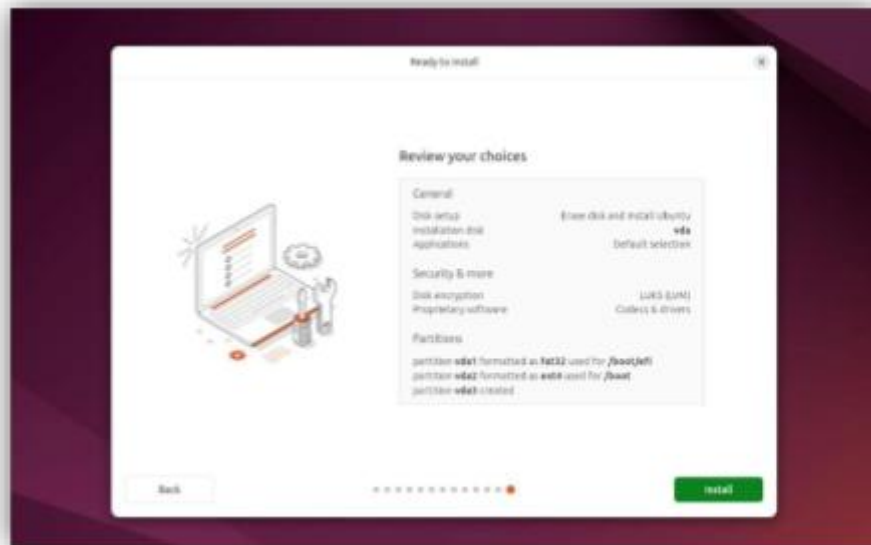 Ready to install
Review your choices
General
Disk setup Erase disk and install Ubuntu
Installation disk vda
Applications Default selection
Security & more
Disk encryption LUKS (LVM)
Proprietary software Codecs & drivers
Partitions
partition vda1 formatted as fat32 used for /boot/efi
partition vda2 formatted as ext4 used for /boot
partition vda3 created
Back
Install